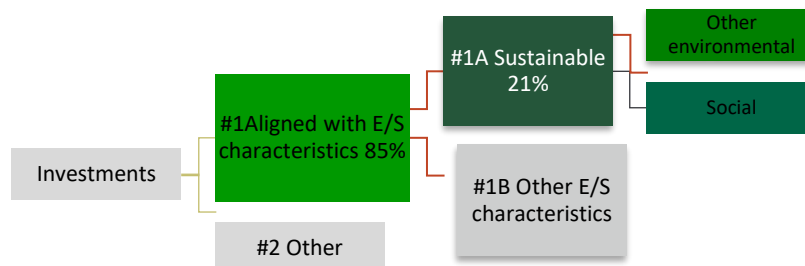 Investments
#1Aligned with E/S
characteristics 85%
#2 Other
#1A Sustainable
21%
#1B Other E/S
characteristics
Other
environmental
Social